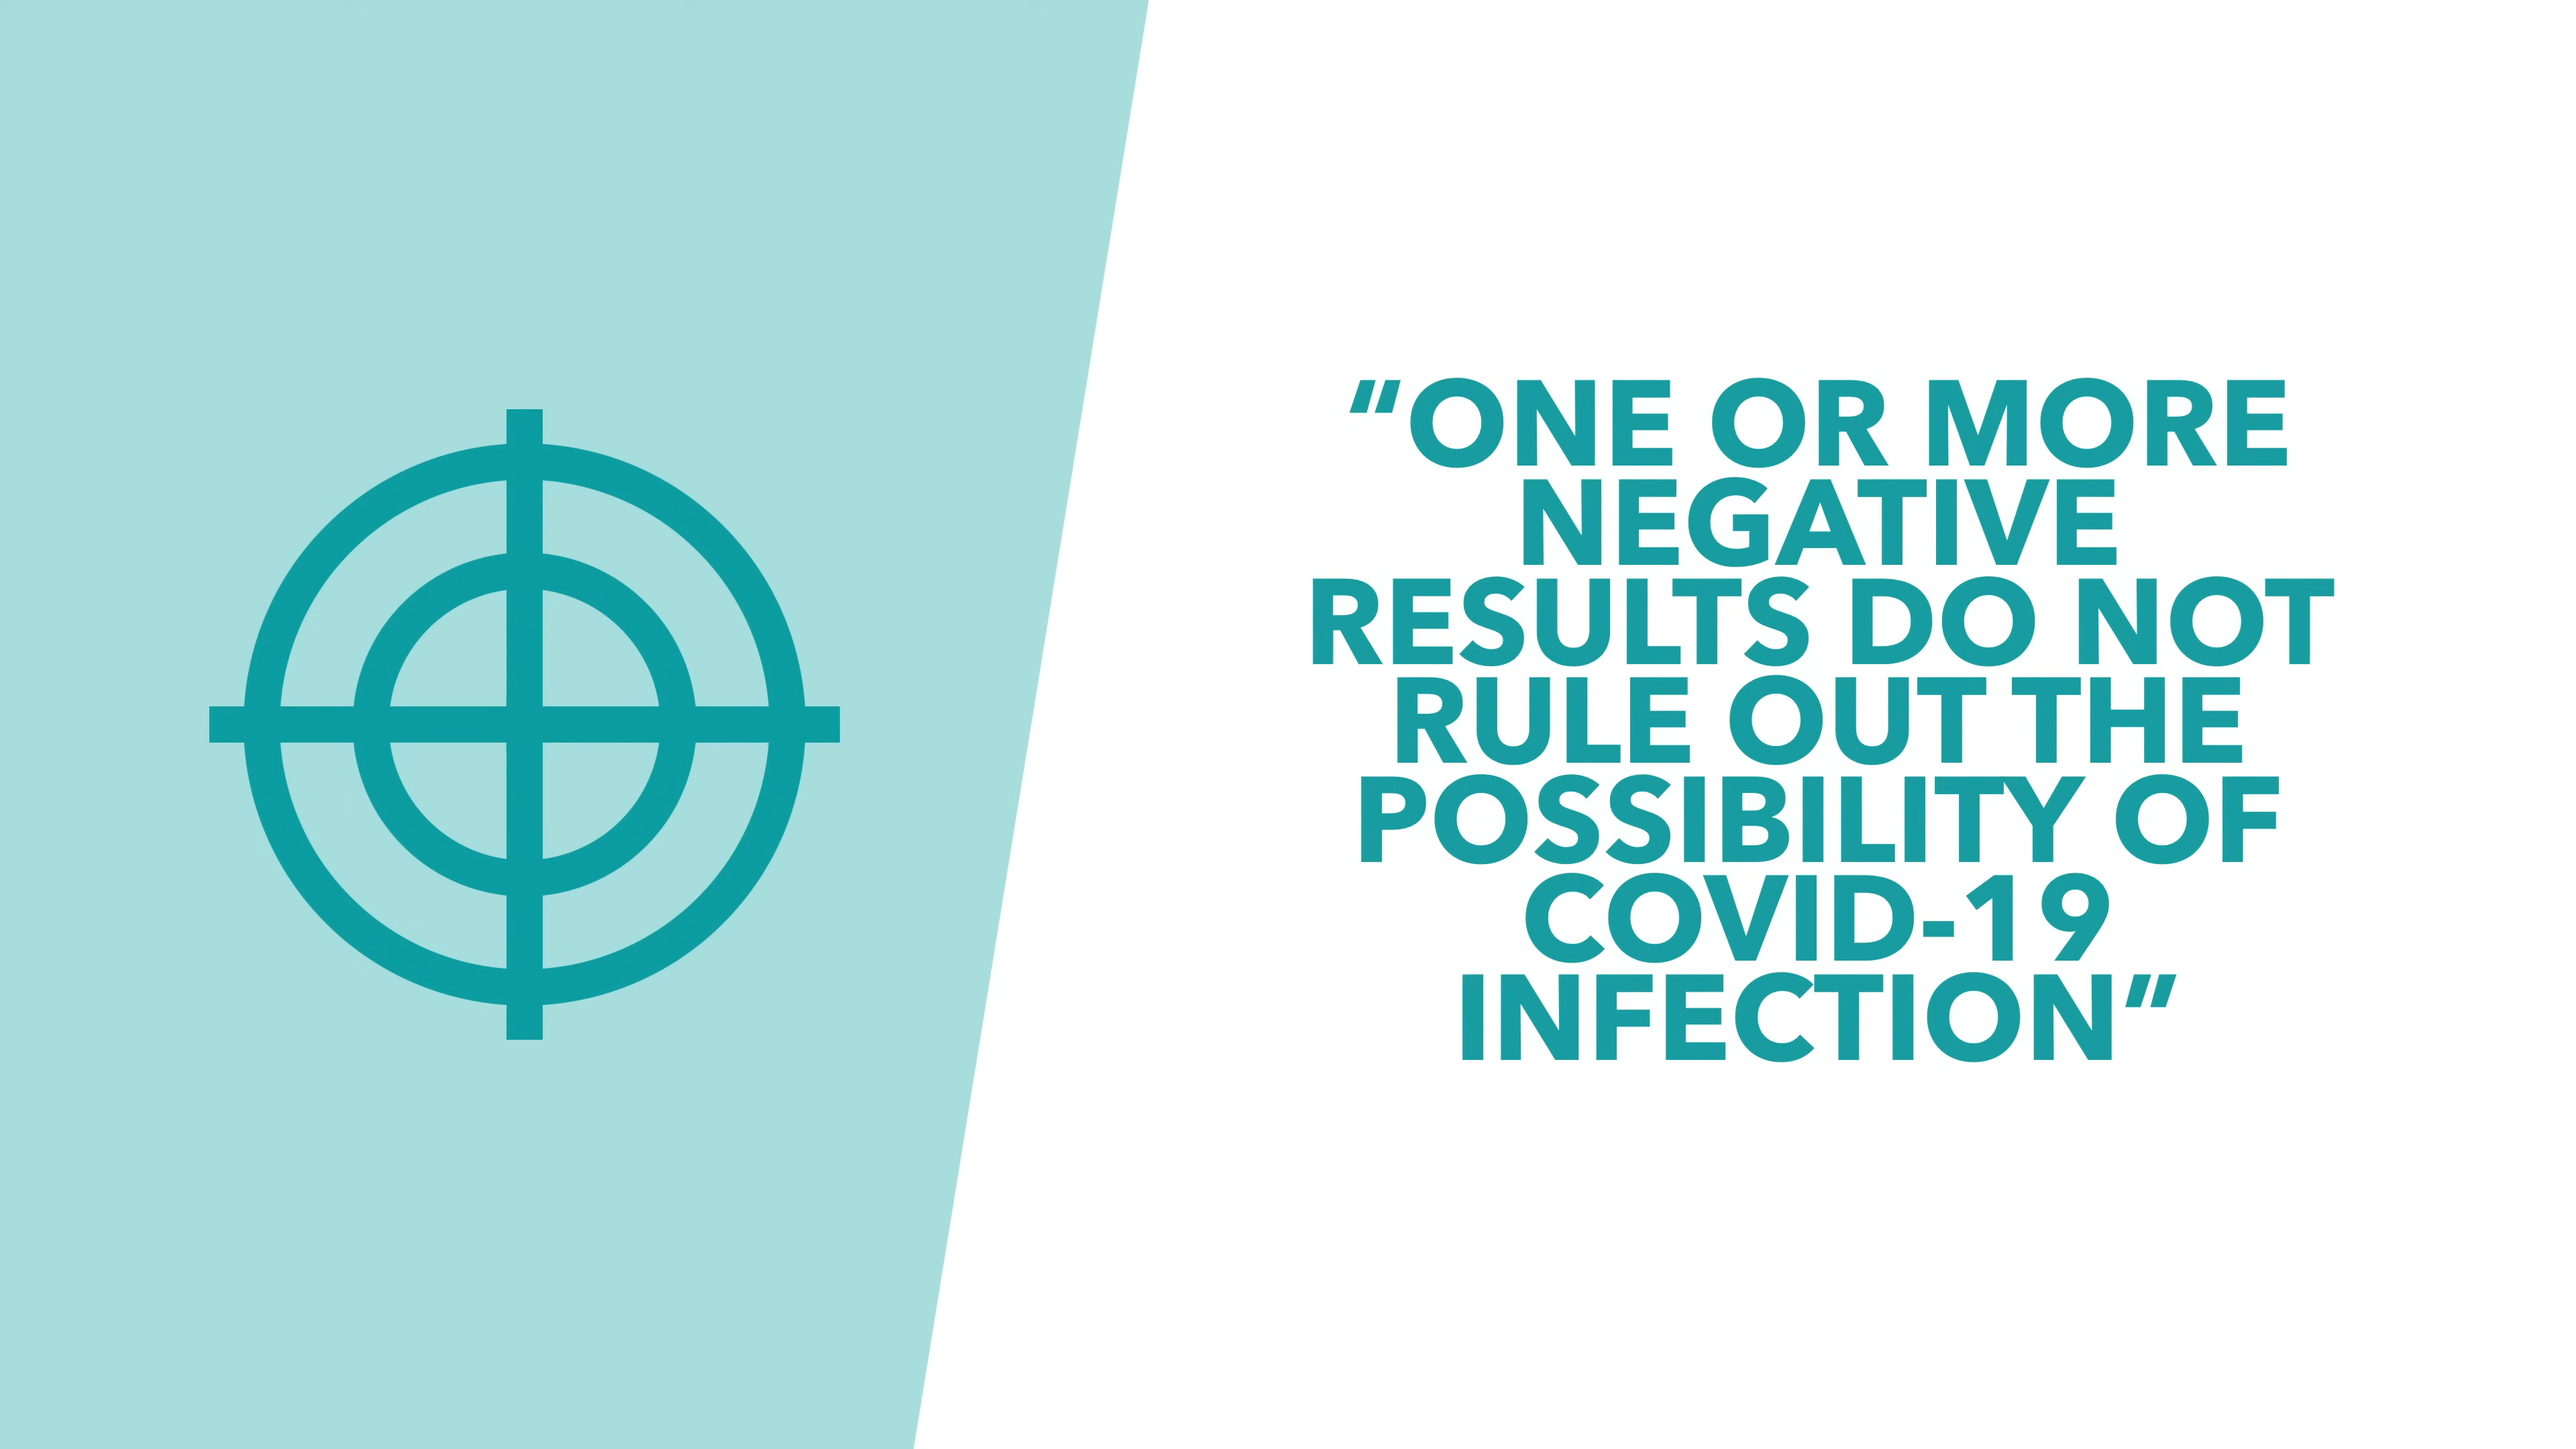 “ONE OR MORE
NEGATIVE
RESULTS DO NOT
RULE OUT THE
POSSIBILITY OF
COVID-19
INFECTION”